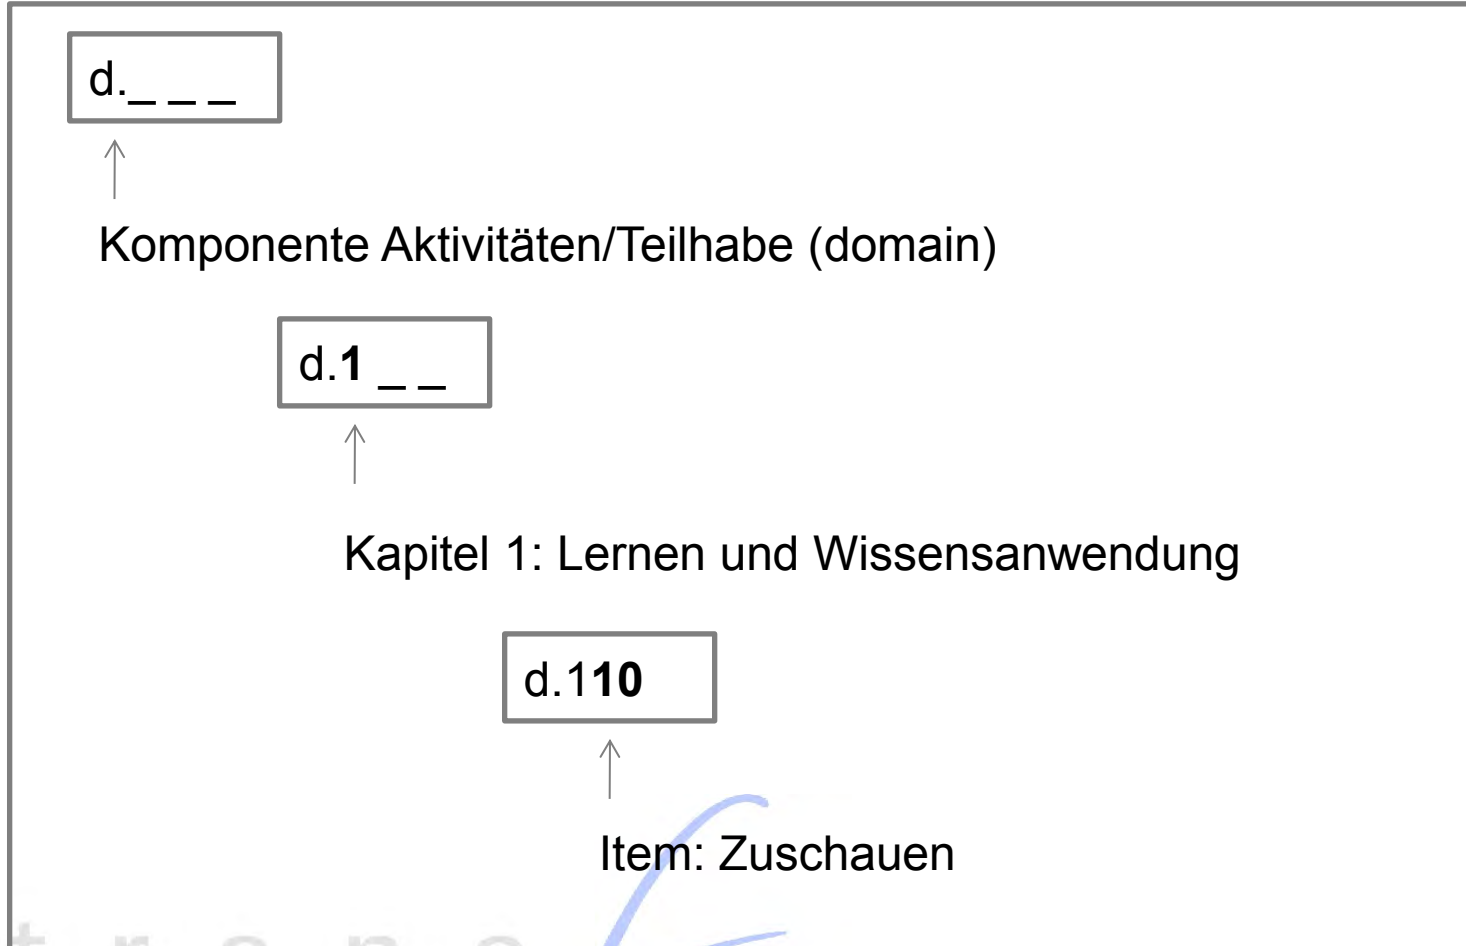 d._ _ _
Komponente Aktivitäten/Teilhabe (domain)
d.1 _ _
Kapitel 1: Lernen und Wissensanwendung
d.110
Item: Zuschauen